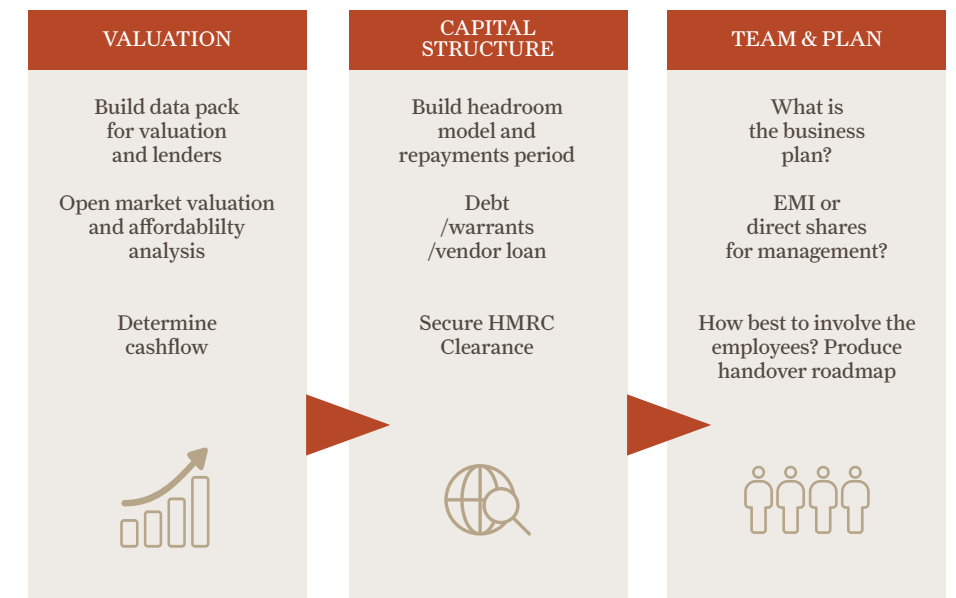 VALUATION
Build data pack
for valuation
and lenders
Open market valuation
and affordablilty
analysis
Determine
cashflow
CAPITAL
STRUCTURE
Build headroom
model and
repayments period
Debt
/warrants
/vendor loan
Secure HMRC
Clearance
TEAM & PLAN
What is
the business
plan?
EMI or
direct shares
for management?
How best to involve the
employees? Produce
handover roadmap